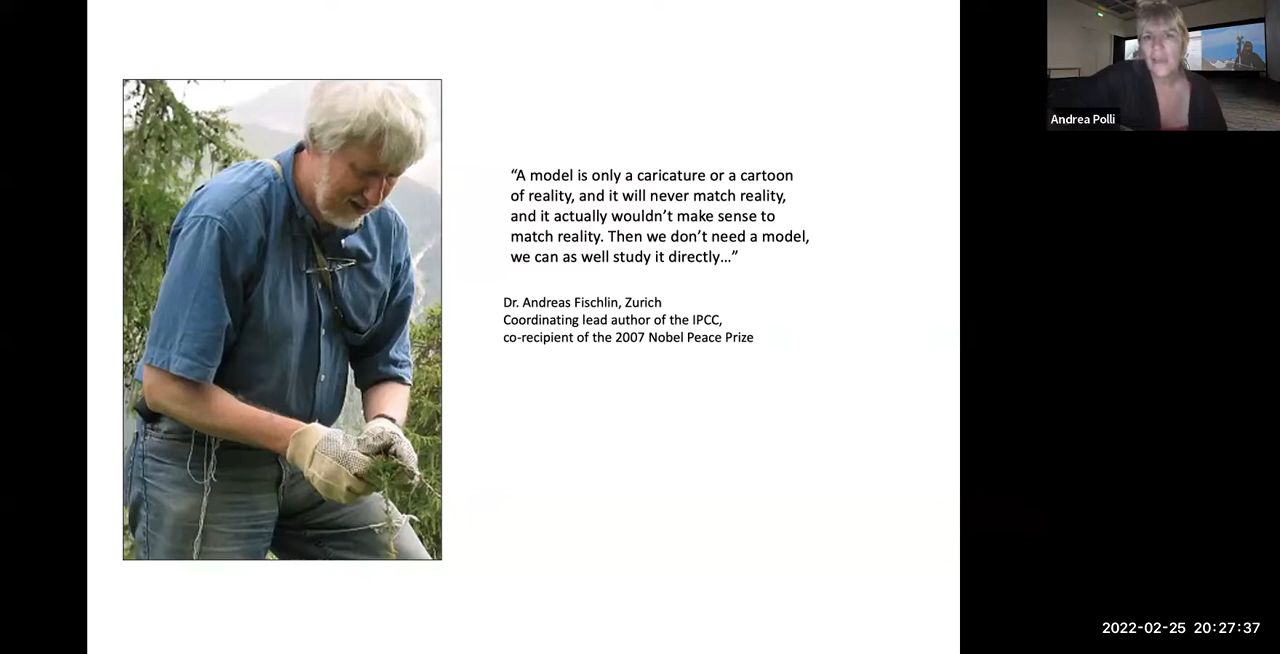 Andrea Polli
“A model is only a caricature or a cartoon
of reality, and it will never match reality,
and it actually wouldn’t make sense to
match reality. Then we don’t need a model,
we can as well study it directly…”
Dr. Andreas Fischlin, Zurich
Coordinating lead author of the IPCC,
co-recipient of the 2007 Nobel Peace Prize
2022-02-25 20:27:37